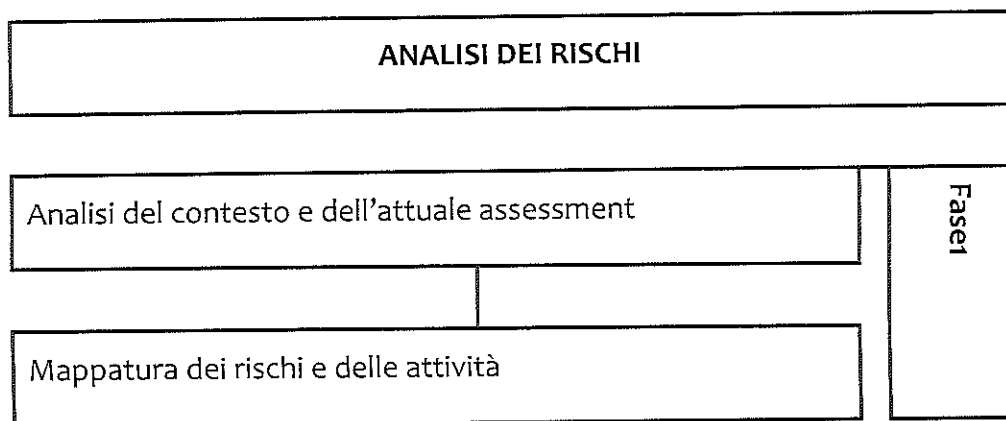 ANALISI DEI RISCHI
Analisi del contesto e dell'attuale assessment
Fase1
Mappatura dei rischi e delle attività